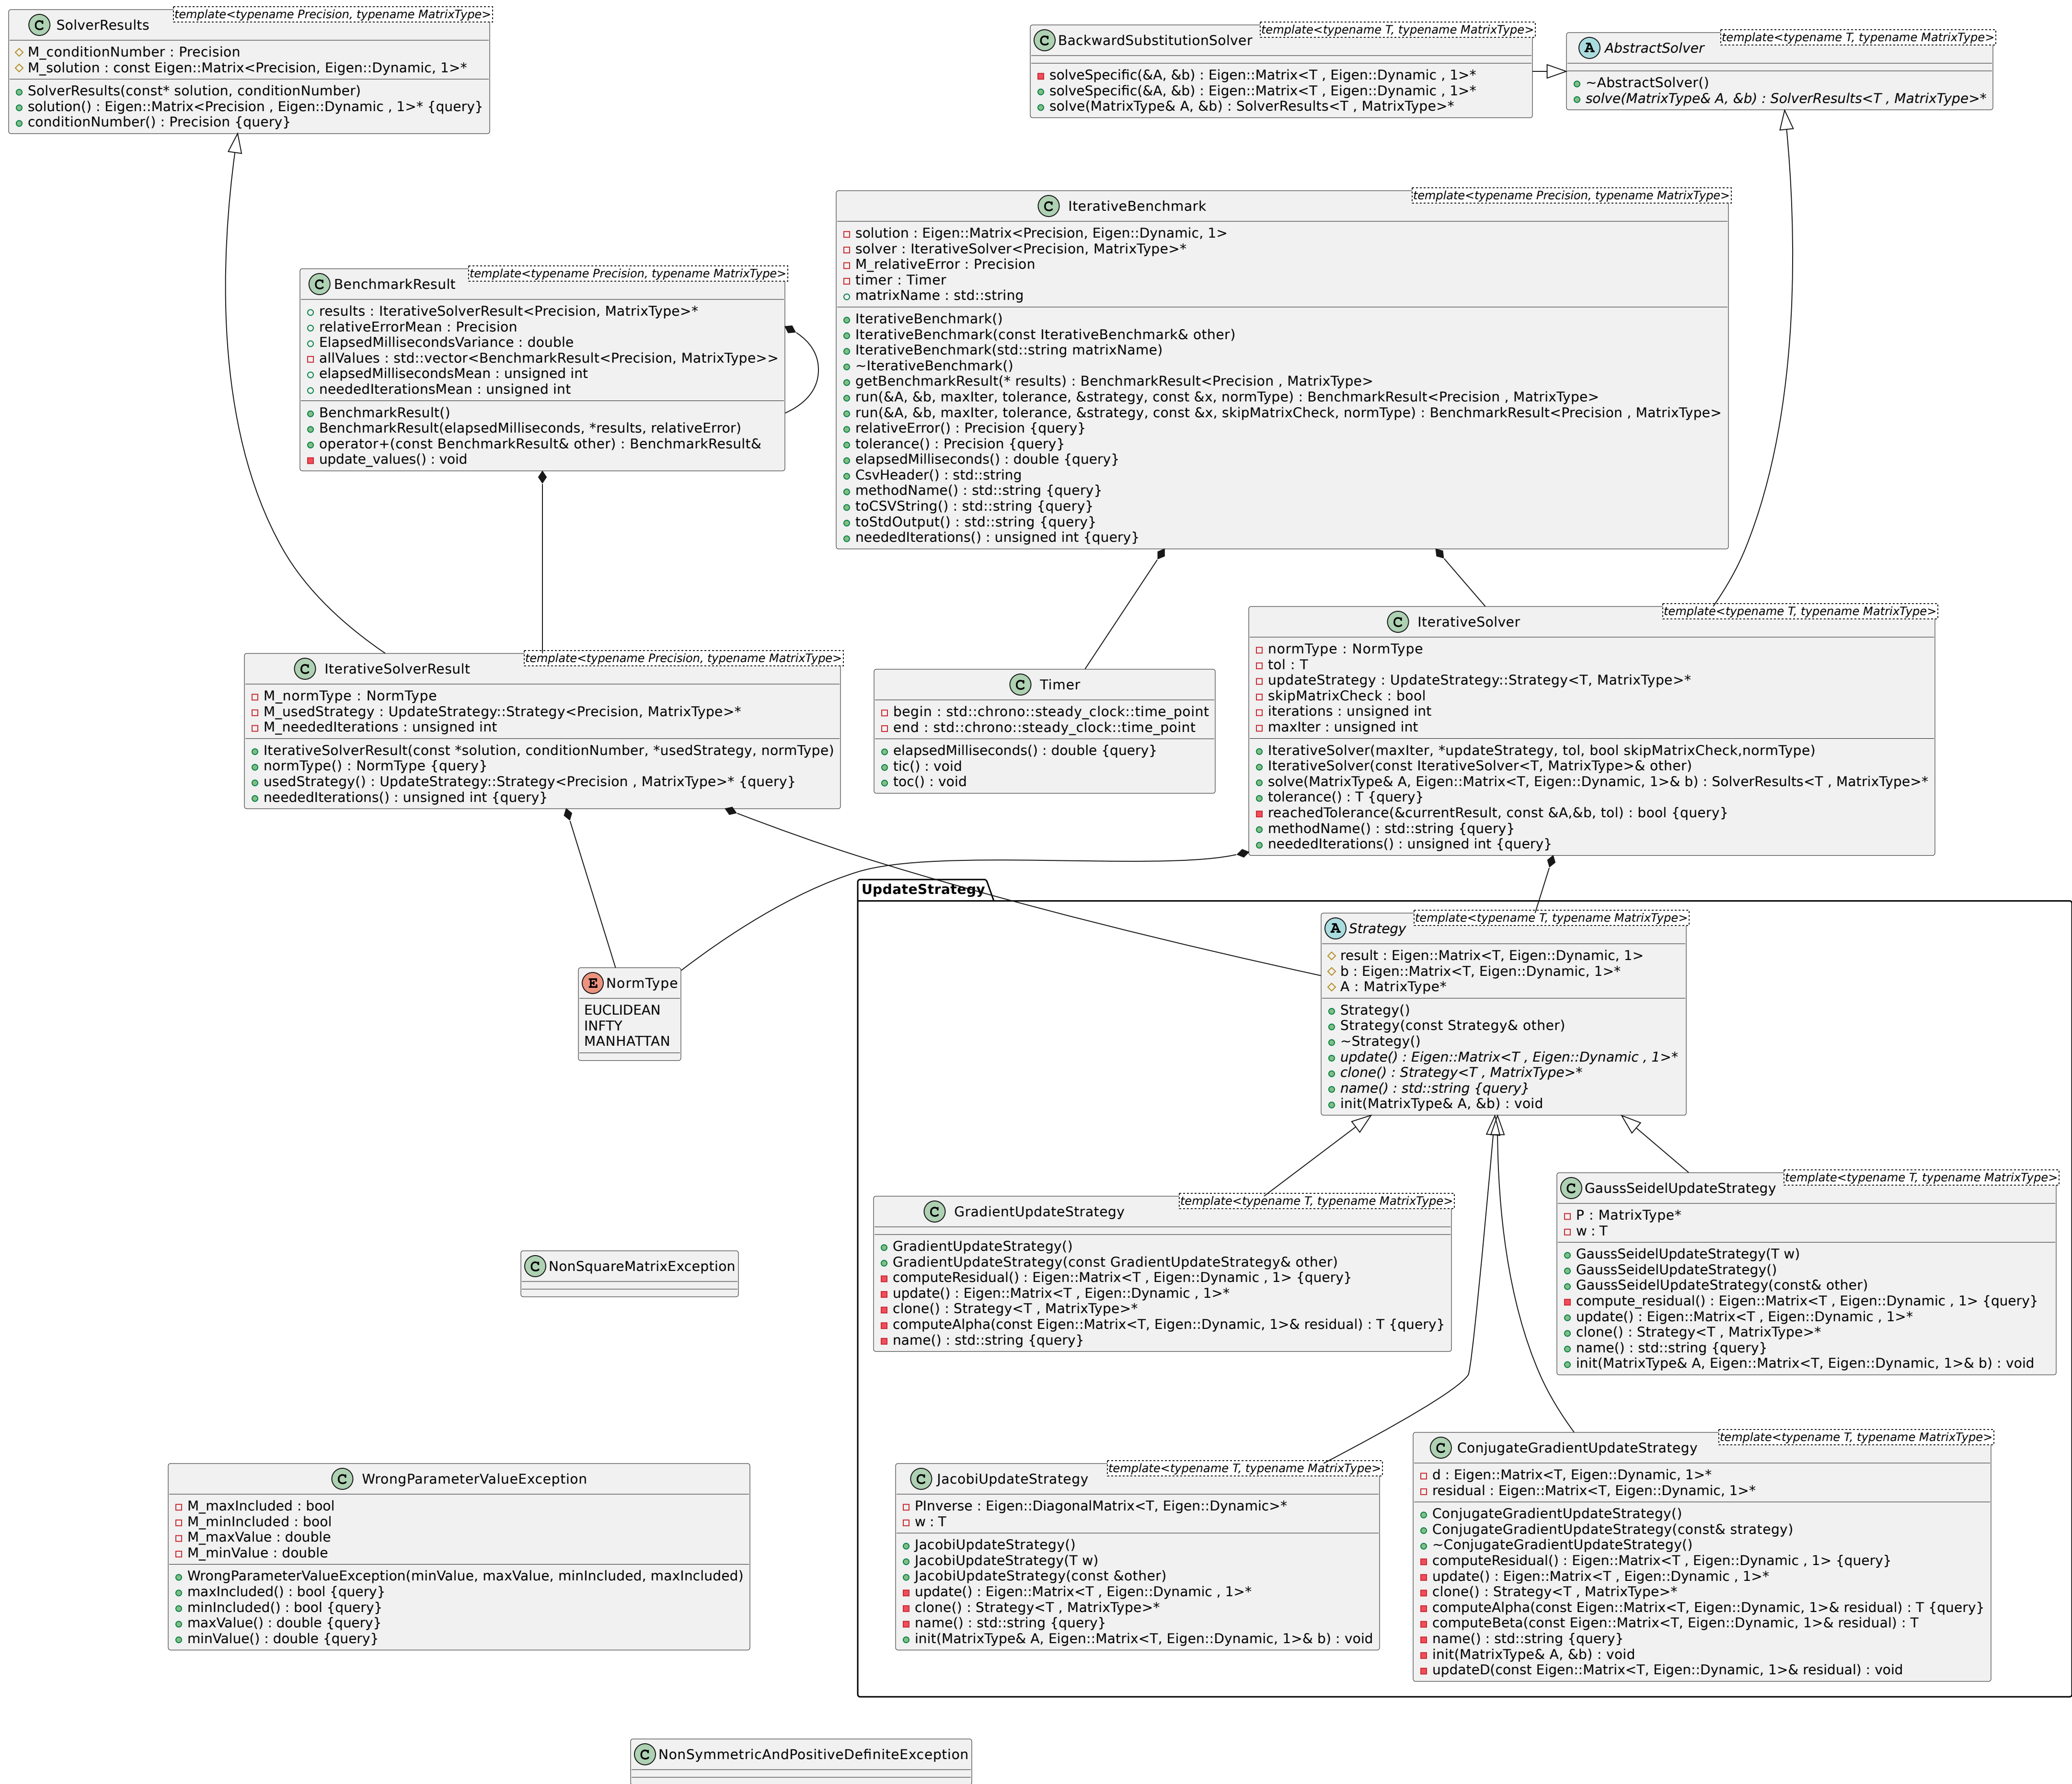 SolverResults
template<typename Precision, typename MatrixType>
M_conditionNumber : Precision
M_solution : const Eigen::Matrix<Precision, Eigen::Dynamic, 1>*
SolverResults(const* solution, conditionNumber)
solution() : Eigen::Matrix<Precision , Eigen::Dynamic , 1>* {query}
conditionNumber() : Precision {query}
BackwardSubstitutionSolver
template<typename T, typename MatrixType>
solveSpecific(&A, &b) : Eigen::Matrix<T , Eigen::Dynamic , 1>*
solveSpecific(&A, &b) : Eigen::Matrix<T , Eigen::Dynamic , 1>*
solve(MatrixType& A, &b) : SolverResults<T , MatrixType>*
AbstractSolver
template<typename T, typename MatrixType>
~AbstractSolver()
solve(MatrixType& A, &b) : SolverResults<T , MatrixType>*
BenchmarkResult
template<typename Precision, typename MatrixType>
results : IterativeSolverResult<Precision, MatrixType>*
relativeErrorMean : Precision
ElapsedMillisecondsVariance : double
allValues : std::vector<BenchmarkResult<Precision, MatrixType>>
elapsedMillisecondsMean : unsigned int
neededIterationsMean : unsigned int
BenchmarkResult()
BenchmarkResult(elapsedMilliseconds, *results, relativeError)
operator+(const BenchmarkResult& other) : BenchmarkResult&
update_values() : void
IterativeBenchmark
template<typename Precision, typename MatrixType>
solution : Eigen::Matrix<Precision, Eigen::Dynamic, 1>
solver : IterativeSolver<Precision, MatrixType>*
M_relativeError : Precision
timer : Timer
matrixName : std::string
IterativeBenchmark()
IterativeBenchmark(const IterativeBenchmark& other)
IterativeBenchmark(std::string matrixName)
~IterativeBenchmark()
getBenchmarkResult(* results) : BenchmarkResult<Precision , MatrixType>
run(&A, &b, maxIter, tolerance, &strategy, const &x, normType) : BenchmarkResult<Precision , MatrixType>
run(&A, &b, maxIter, tolerance, &strategy, const &x, skipMatrixCheck, normType) : BenchmarkResult<Precision , MatrixType>
relativeError() : Precision {query}
tolerance() : Precision {query}
elapsedMilliseconds() : double {query}
CsvHeader() : std::string
methodName() : std::string {query}
toCSVString() : std::string {query}
toStdOutput() : std::string {query}
neededIterations() : unsigned int {query}
IterativeSolverResult
template<typename Precision, typename MatrixType>
M_normType : NormType
M_usedStrategy : UpdateStrategy::Strategy<Precision, MatrixType>*
M_neededIterations : unsigned int
IterativeSolverResult(const *solution, conditionNumber, *usedStrategy, normType)
normType() : NormType {query}
usedStrategy() : UpdateStrategy::Strategy<Precision , MatrixType>* {query}
neededIterations() : unsigned int {query}
Timer
begin : std::chrono::steady_clock::time_point
end : std::chrono::steady_clock::time_point
elapsedMilliseconds() : double {query}
tic() : void
toc() : void
IterativeSolver
template<typename T, typename MatrixType>
normType : NormType
tol : T
updateStrategy : UpdateStrategy::Strategy<T, MatrixType>*
skipMatrixCheck : bool
iterations : unsigned int
maxIter : unsigned int
IterativeSolver(maxIter, *updateStrategy, tol, bool skipMatrixCheck,normType)
IterativeSolver(const IterativeSolver<T, MatrixType>& other)
solve(MatrixType& A, Eigen::Matrix<T, Eigen::Dynamic, 1>& b) : SolverResults<T , MatrixType>*
tolerance() : T {query}
reachedTolerance(&currentResult, const &A,&b, tol) : bool {query}
methodName() : std::string {query}
neededIterations() : unsigned int {query}
UpdateStrategy
Strategy
template<typename T, typename MatrixType>
result : Eigen::Matrix<T, Eigen::Dynamic, 1>
b : Eigen::Matrix<T, Eigen::Dynamic, 1>*
A : MatrixType*
Strategy()
Strategy(const Strategy& other)
~Strategy()
update() : Eigen::Matrix<T , Eigen::Dynamic , 1>*
clone() : Strategy<T , MatrixType>*
name() : std::string {query}
init(MatrixType& A, &b) : void
NormType
EUCLIDEAN
INFTY
MANHATTAN
GradientUpdateStrategy
template<typename T, typename MatrixType>
GradientUpdateStrategy()
GradientUpdateStrategy(const GradientUpdateStrategy& other)
computeResidual() : Eigen::Matrix<T , Eigen::Dynamic , 1> {query}
update() : Eigen::Matrix<T , Eigen::Dynamic , 1>*
clone() : Strategy<T , MatrixType>*
computeAlpha(const Eigen::Matrix<T, Eigen::Dynamic, 1>& residual) : T {query}
name() : std::string {query}
GaussSeidelUpdateStrategy
template<typename T, typename MatrixType>
P : MatrixType*
w : T
GaussSeidelUpdateStrategy(T w)
GaussSeidelUpdateStrategy()
GaussSeidelUpdateStrategy(const& other)
compute_residual() : Eigen::Matrix<T , Eigen::Dynamic , 1> {query}
update() : Eigen::Matrix<T , Eigen::Dynamic , 1>*
clone() : Strategy<T , MatrixType>*
name() : std::string {query}
init(MatrixType& A, Eigen::Matrix<T, Eigen::Dynamic, 1>& b) : void
NonSquareMatrixException
WrongParameterValueException
M_maxIncluded : bool
M_minIncluded : bool
M_maxValue : double
M_minValue : double
WrongParameterValueException(minValue, maxValue, minIncluded, maxIncluded)
maxIncluded() : bool {query}
minIncluded() : bool {query}
maxValue() : double {query}
minValue() : double {query}
JacobiUpdateStrategy
template<typename T, typename MatrixType>
PInverse : Eigen::DiagonalMatrix<T, Eigen::Dynamic>*
w : T
JacobiUpdateStrategy()
JacobiUpdateStrategy(T w)
JacobiUpdateStrategy(const &other)
update() : Eigen::Matrix<T , Eigen::Dynamic , 1>*
clone() : Strategy<T , MatrixType>*
name() : std::string {query}
init(MatrixType& A, Eigen::Matrix<T, Eigen::Dynamic, 1>& b) : void
ConjugateGradientUpdateStrategy
template<typename T, typename MatrixType>
d : Eigen::Matrix<T, Eigen::Dynamic, 1>*
residual : Eigen::Matrix<T, Eigen::Dynamic, 1>*
ConjugateGradientUpdateStrategy()
ConjugateGradientUpdateStrategy(const& strategy)
~ConjugateGradientUpdateStrategy()
computeResidual() : Eigen::Matrix<T , Eigen::Dynamic , 1> {query}
update() : Eigen::Matrix<T , Eigen::Dynamic , 1>*
clone() : Strategy<T , MatrixType>*
computeAlpha(const Eigen::Matrix<T, Eigen::Dynamic, 1>& residual) : T {query}
computeBeta(const Eigen::Matrix<T, Eigen::Dynamic, 1>& residual) : T
name() : std::string {query}
init(MatrixType& A, &b) : void
updateD(const Eigen::Matrix<T, Eigen::Dynamic, 1>& residual) : void
NonSymmetricAndPositiveDefiniteException